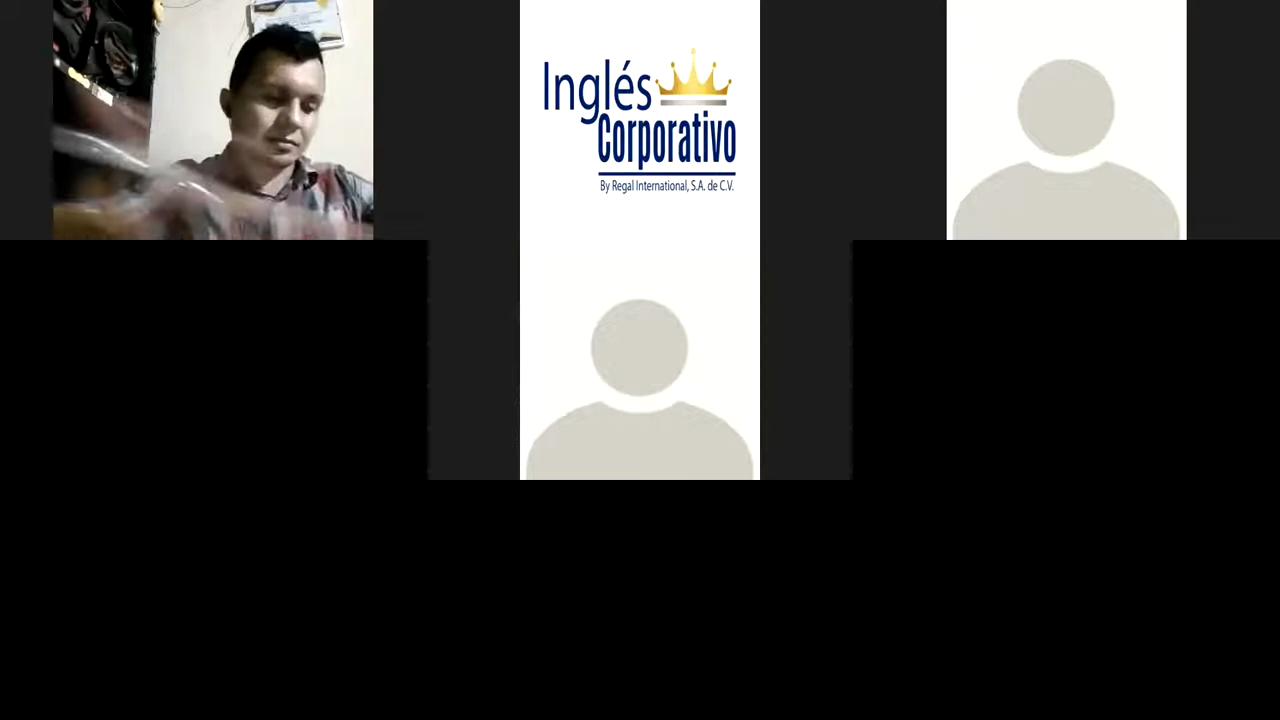 Inglés
Corporativo
By Regal International, S.A. de C.V.